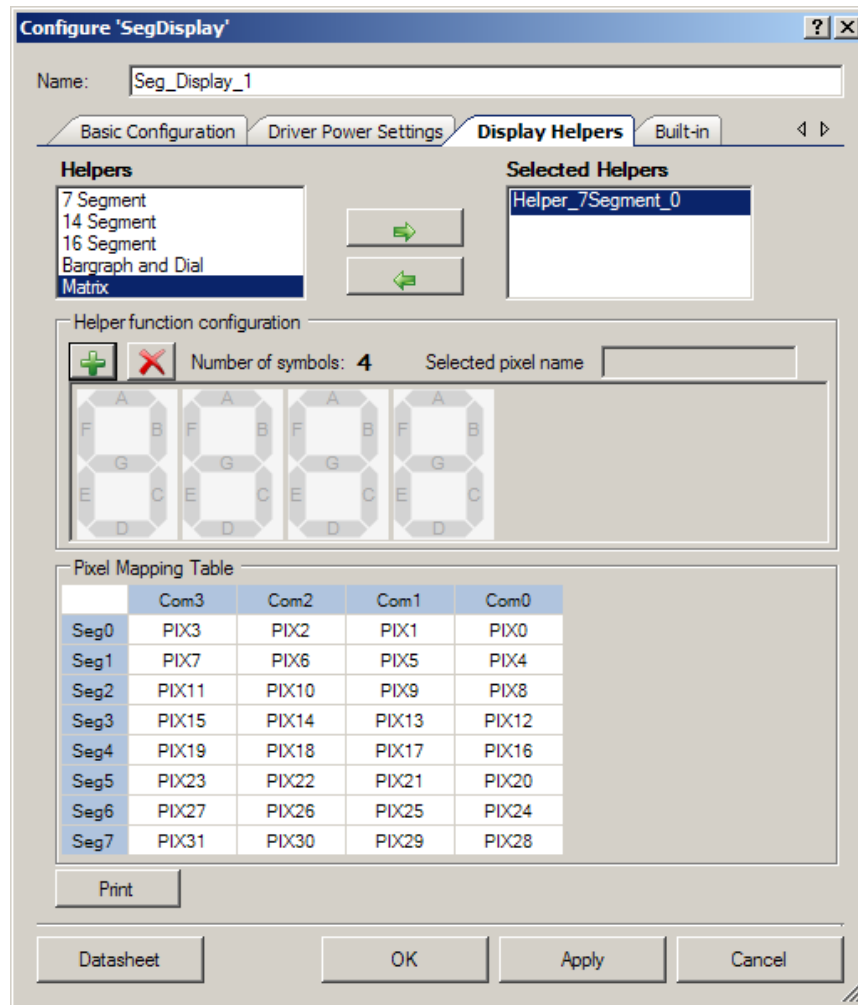 Configure 'SegDisplay'
Name: Seg_Display_1
Basic Configuration Driver Power Settings Display Helpers Built-in
Helpers Selected Helpers
7 Segment Helper_7Segment_0
14 Segment
16 Segment
Bargraph and Dial
Matrix
Helper function configuration
Number of symbols: 4 Selected pixel name
A A A A
F B F B F B F B
G G G G
E C E C E C E C
D D D D
Pixel Mapping Table
Com3 Com2 Com1 Com0
Seg0 PIX3 PIX2 PIX1 PIX0
Seg1 PIX7 PIX6 PIX5 PIX4
Seg2 PIX11 PIX10 PIX9 PIX8
Seg3 PIX15 PIX14 PIX13 PIX12
Seg4 PIX19 PIX18 PIX17 PIX16
Seg5 PIX23 PIX22 PIX21 PIX20
Seg6 PIX27 PIX26 PIX25 PIX24
Seg7 PIX31 PIX30 PIX29 PIX28
Print
Datasheet OK Apply Cancel